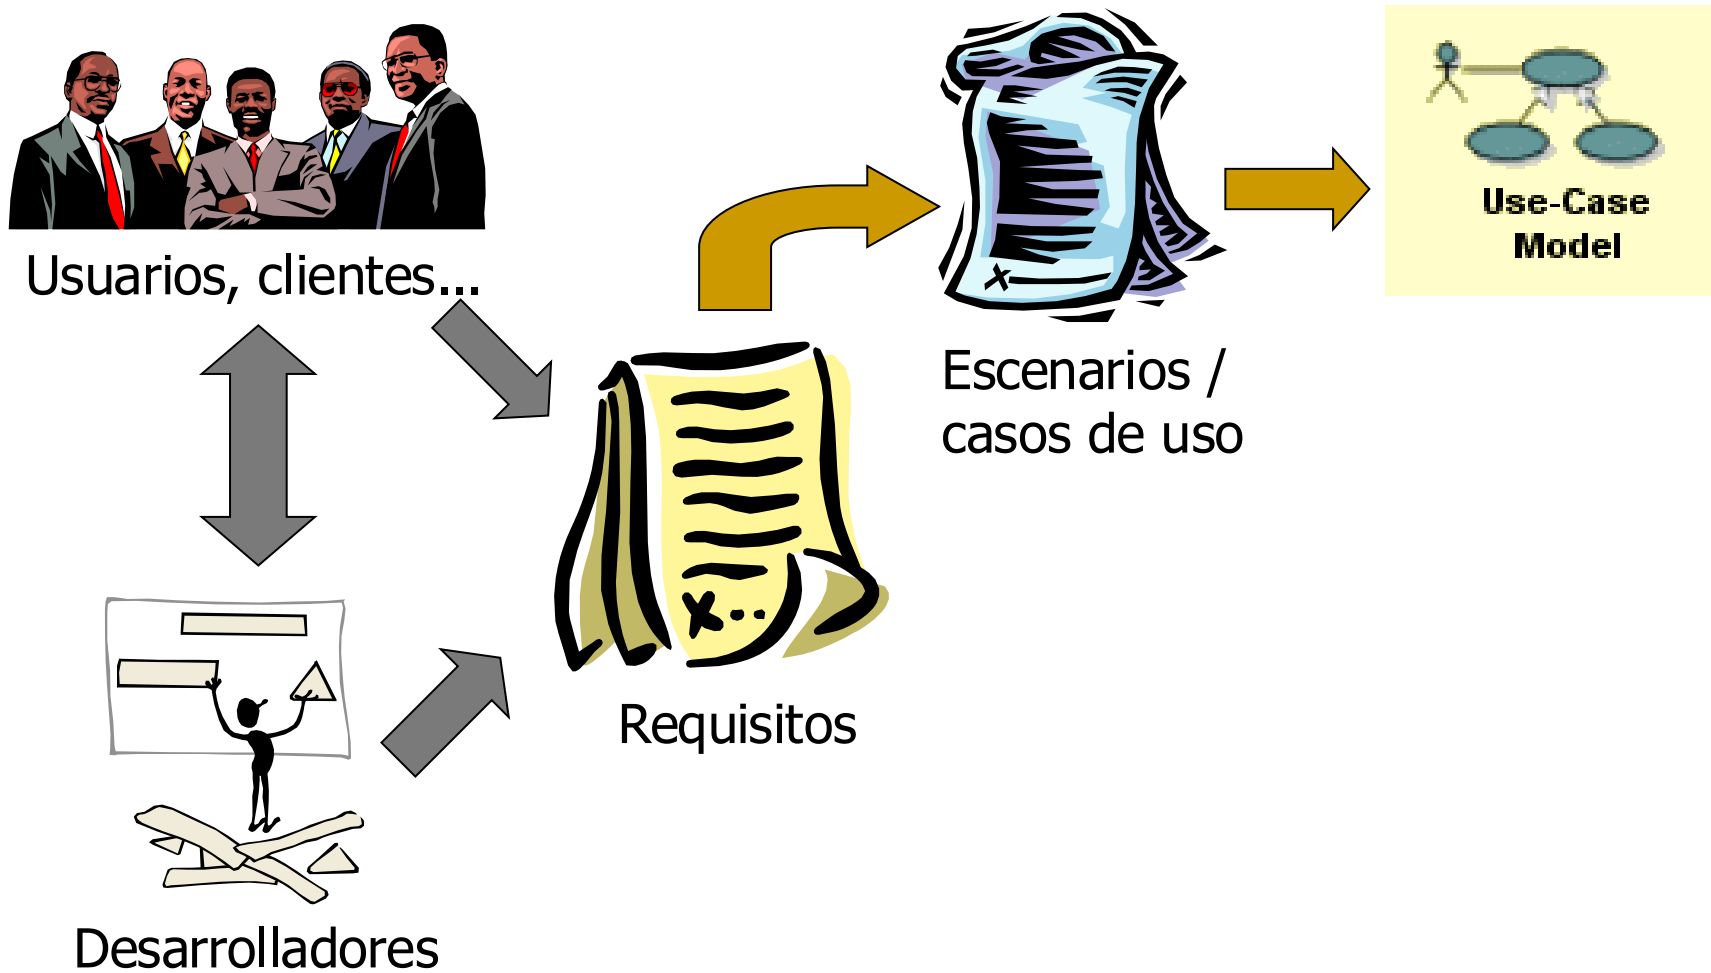 Usuarios, clientes...
Desarrolladores
Requisitos
Escenarios /
casos de uso
Use-Case
Model